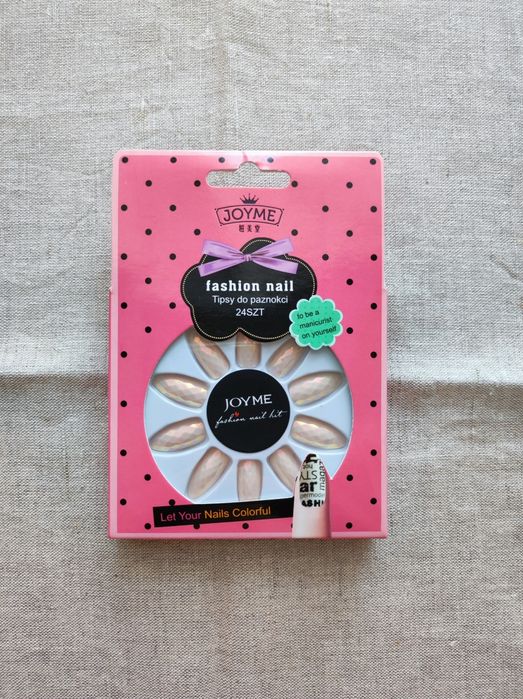 JOYME
fashion nail
Tipsy do paznokci
24SZT
to be a
manicurist
on yourself
JOYME
fashion nail kit
Let Your Nails Colorful